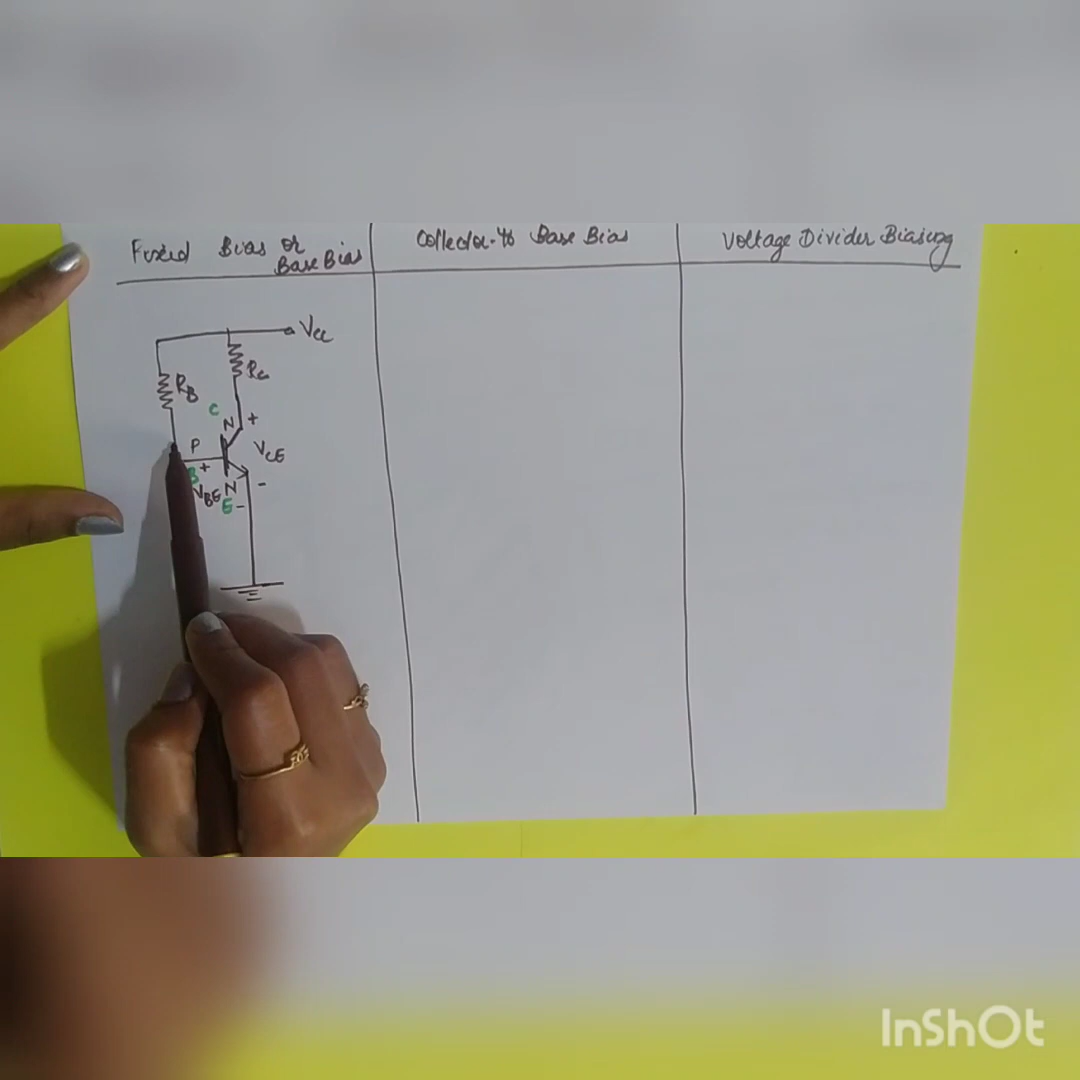 Fixed Bias or
Base Bias
Collector-to Base Bias
Voltage Divider Biasing
VCC
RC
RB
C
N
+
P
VCE
B
+
N
-
VBE
E
-
InShOt